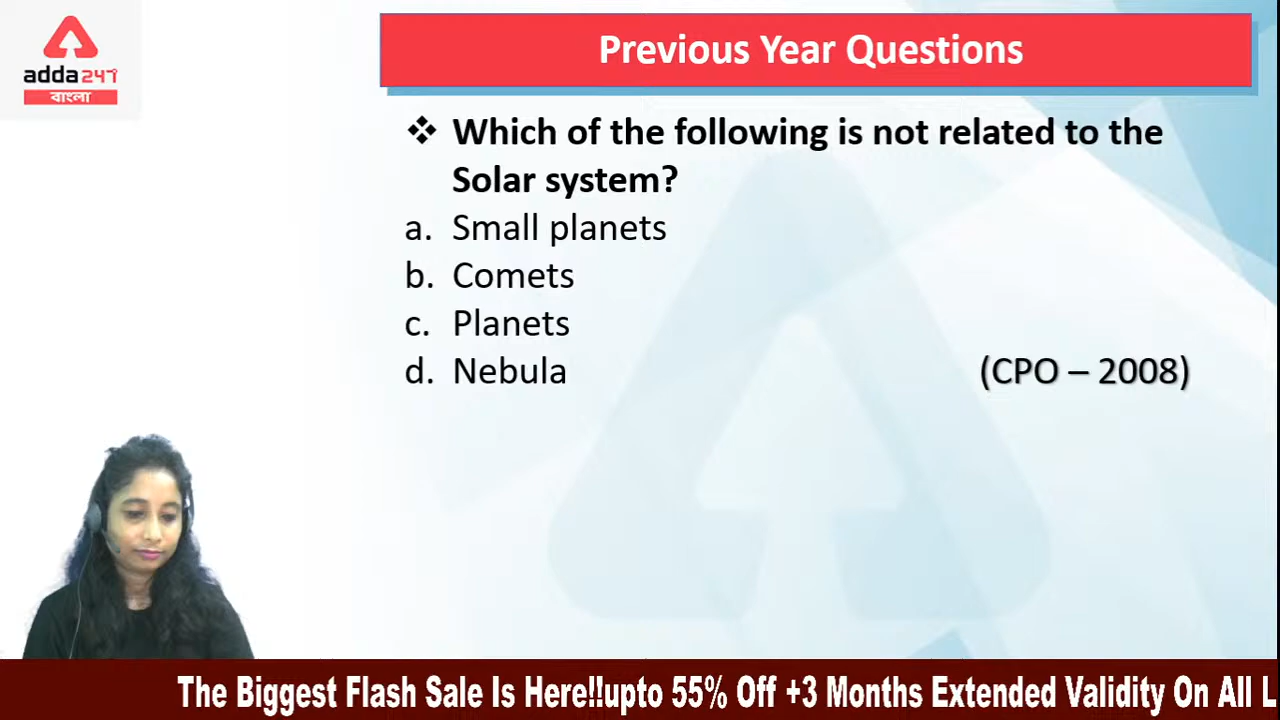 adda247
বাংলা
Previous Year Questions
❖ Which of the following is not related to the
Solar system?
a. Small planets
b. Comets
c. Planets
d. Nebula (CPO – 2008)
The Biggest Flash Sale Is Here!!upto 55% Off +3 Months Extended Validity On All L